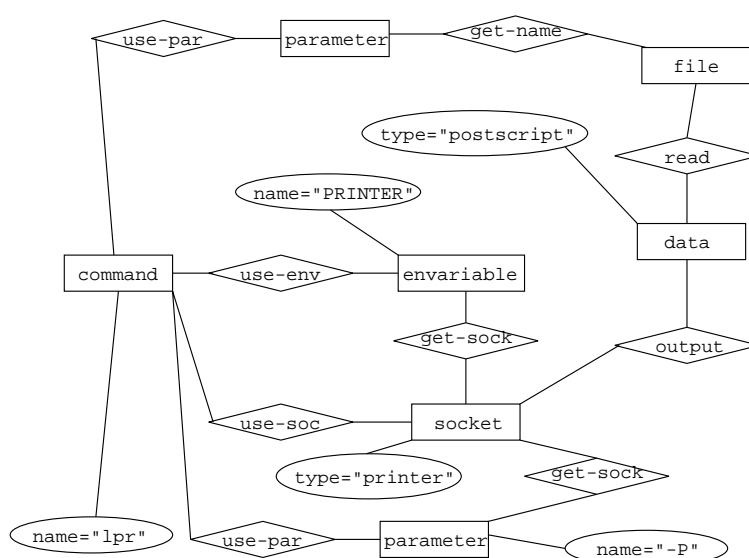 use-par
parameter
get-name
file
type="postscript"
read
name="PRINTER"
data
command
use-env
envariable
get-sock
output
use-soc
socket
type="printer"
get-sock
name="lpr"
use-par
parameter
name="-P"